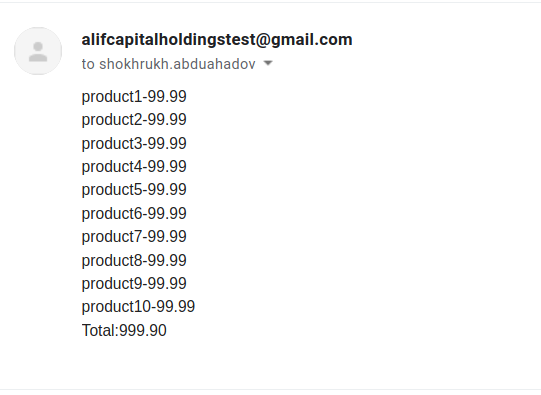 alifcapitalholdingstest@gmail.com
to shokhrukh.abduahadov
product1-99.99
product2-99.99
product3-99.99
product4-99.99
product5-99.99
product6-99.99
product7-99.99
product8-99.99
product9-99.99
product10-99.99
Total:999.90